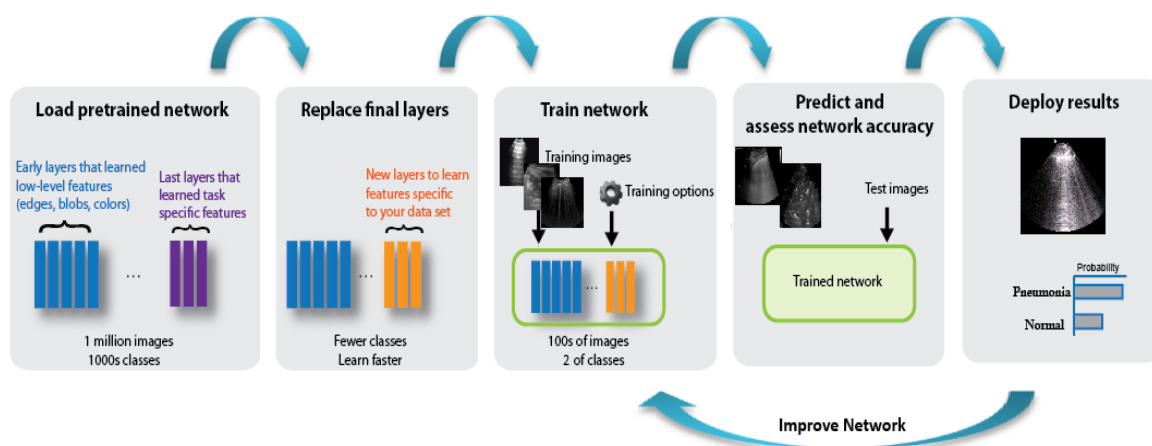 Load pretrained network
Early layers that learned
low-level features
(edges, blobs, colors)
Last layers that
learned task
specific features
...
1 million images
1000s classes
Replace final layers
New layers to learn
features specific
to your data set
...
Fewer classes
Learn faster
Train network
Training images
Training options
...
100s of images
2 of classes
Predict and
assess network accuracy
Test images
Trained network
Deploy results
Probability
Pneumonia
Normal
Improve Network